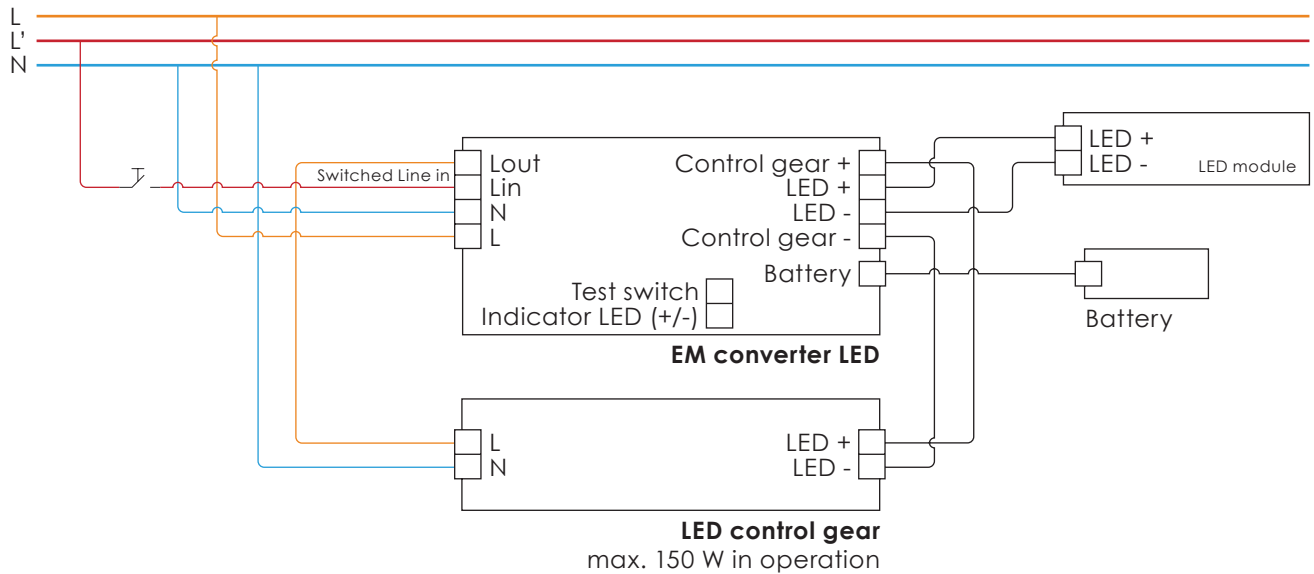 L
L'
N
LED +
LED -
LED module
Switched Line in
Lout
Lin
N
L
Control gear +
LED +
LED -
Control gear -
Battery
Test switch
Indicator LED (+/-)
Battery
EM converter LED
L
N
LED +
LED -
LED control gear
max. 150 W in operation